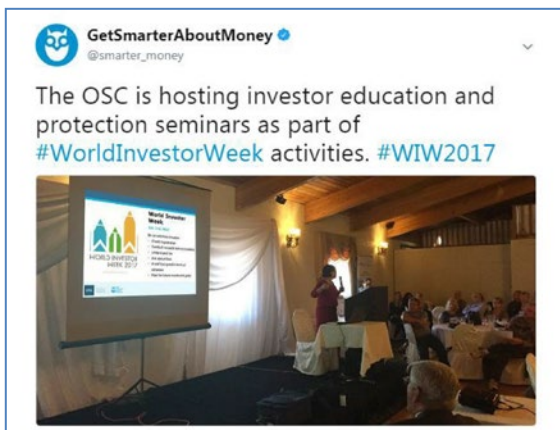 GetSmarterAboutMoney
@smarter_money
The OSC is hosting investor education and
protection seminars as part of
#WorldInvestorWeek activities. #WIW2017
World Investor
Week
WORLD INVESTOR
WEEK 2017